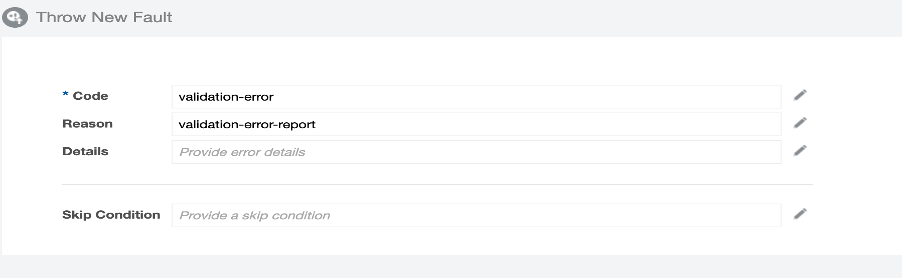 Throw New Fault
* Code validation-error
Reason validation-error-report
Details Provide error details
Skip Condition Provide a skip condition